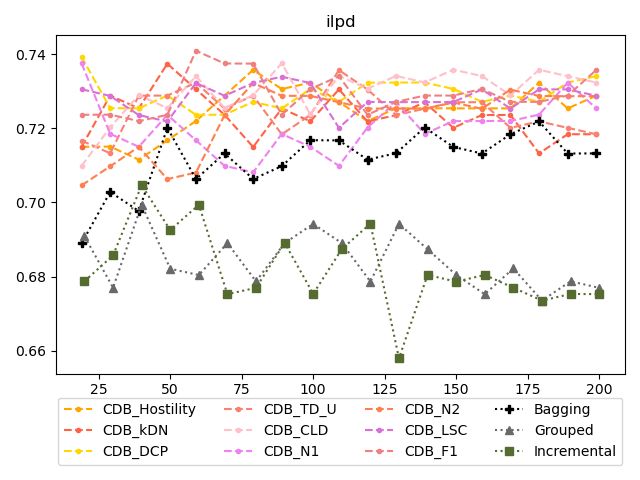 ilpd
0.74
0.72
0.70
0.68
0.66
25 50 75 100 125 150 175 200
CDB_Hostility CDB_TD_U CDB_N2 Bagging
CDB_kDN CDB_CLD CDB_LSC Grouped
CDB_DCP CDB_N1 CDB_F1 Incremental